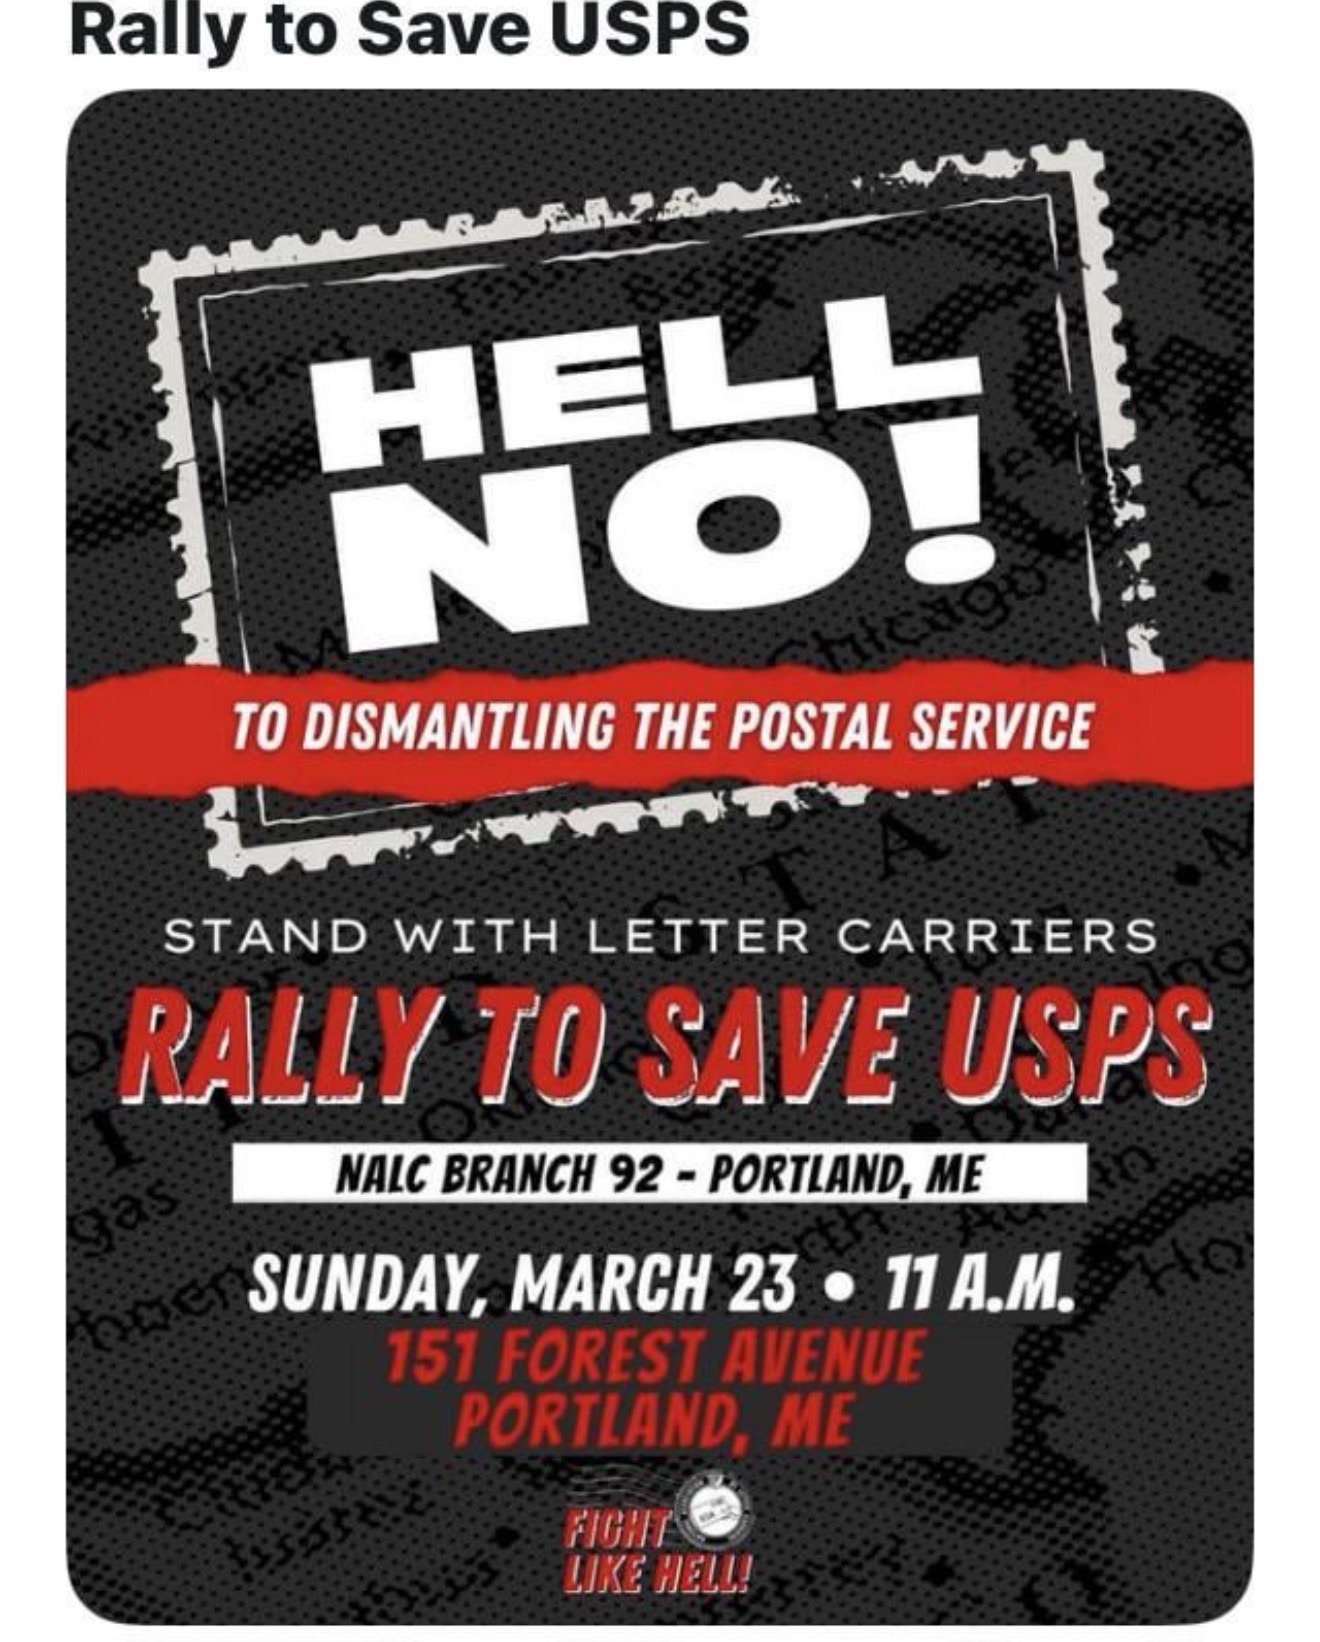 Rally to Save USPS
HELL
NO!
TO DISMANTLING THE POSTAL SERVICE
STAND WITH LETTER CARRIERS
RALLY TO SAVE USPS
NALC BRANCH 92 - PORTLAND, ME
SUNDAY, MARCH 23 • 11 A.M.
151 FOREST AVENUE
PORTLAND, ME
FIGHT
LIKE HELL!
Chicago